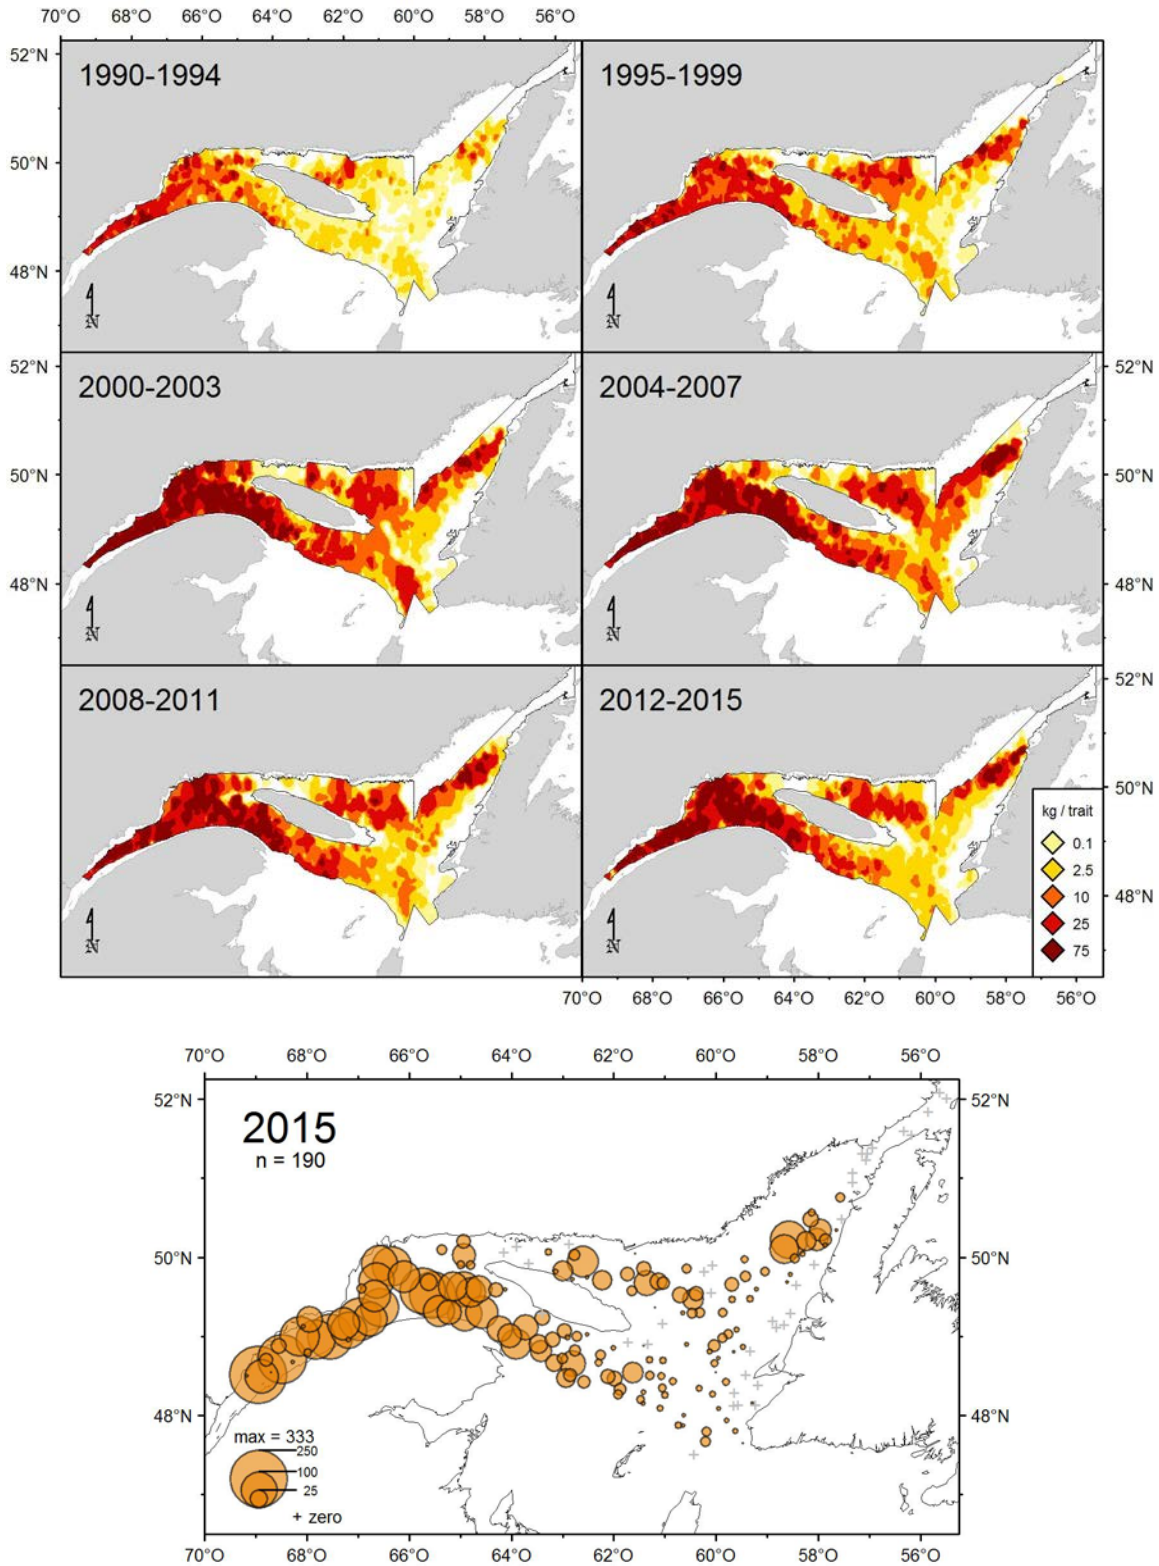 70°O 68°O 66°O 64°O 62°O 60°O 58°O 56°O
52°N
1990-1994
1995-1999
50°N
48°N
N
N
52°N
2000-2003
2004-2007
52°N
50°N
50°N
48°N
48°N
N
N
2008-2011
2012-2015
52°N
50°N
kg / trait
0.1
2.5
10
25
75
48°N
N
N
70°O 68°O 66°O 64°O 62°O 60°O 58°O 56°O
70°O 68°O 66°O 64°O 62°O 60°O 58°O 56°O
52°N
52°N
2015
n = 190
50°N
50°N
48°N
48°N
max = 333
250
100
25
+ zero
70°O 68°O 66°O 64°O 62°O 60°O 58°O 56°O